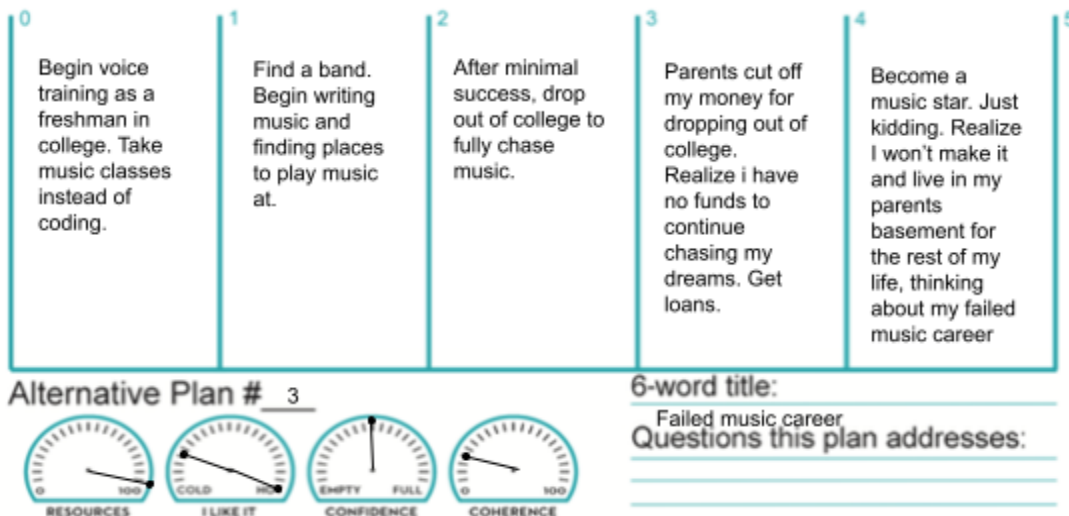 0 1 2 3 4 5
Begin voice
training as a
freshman in
college. Take
music classes
instead of
coding.
Find a band.
Begin writing
music and
finding places
to play music
at.
After minimal
success, drop
out of college to
fully chase
music.
Parents cut off
my money for
dropping out of
college.
Realize i have
no funds to
continue
chasing my
dreams. Get
loans.
Become a
music star. Just
kidding. Realize
I won't make it
and live in my
parents
basement for
the rest of my
life, thinking
about my failed
music career
Alternative Plan # 3
0 100
RESOURCES
COLD HOT
I LIKE IT
EMPTY FULL
CONFIDENCE
0 100
COHERENCE
6-word title:
Failed music career
Questions this plan addresses: